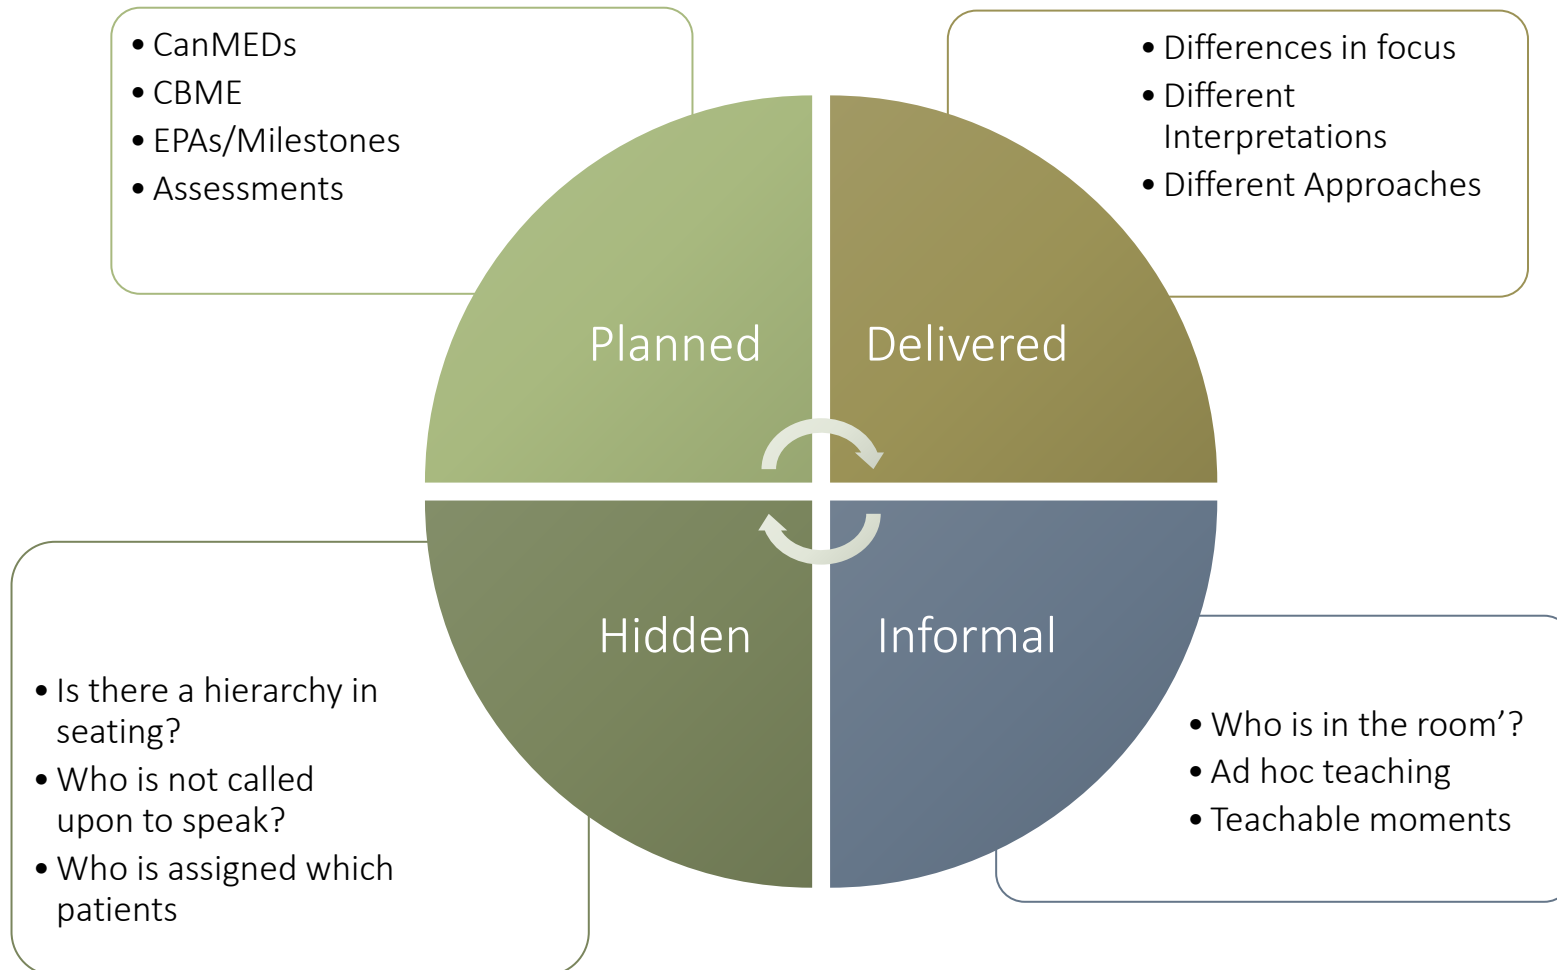 • CanMEDs
• CBME
• EPAs/Milestones
• Assessments
• Differences in focus
• Different
Interpretations
• Different Approaches
Planned
Delivered
Hidden
Informal
• Is there a hierarchy in
seating?
• Who is not called
upon to speak?
• Who is assigned which
patients
• Who is in the room’?
• Ad hoc teaching
• Teachable moments